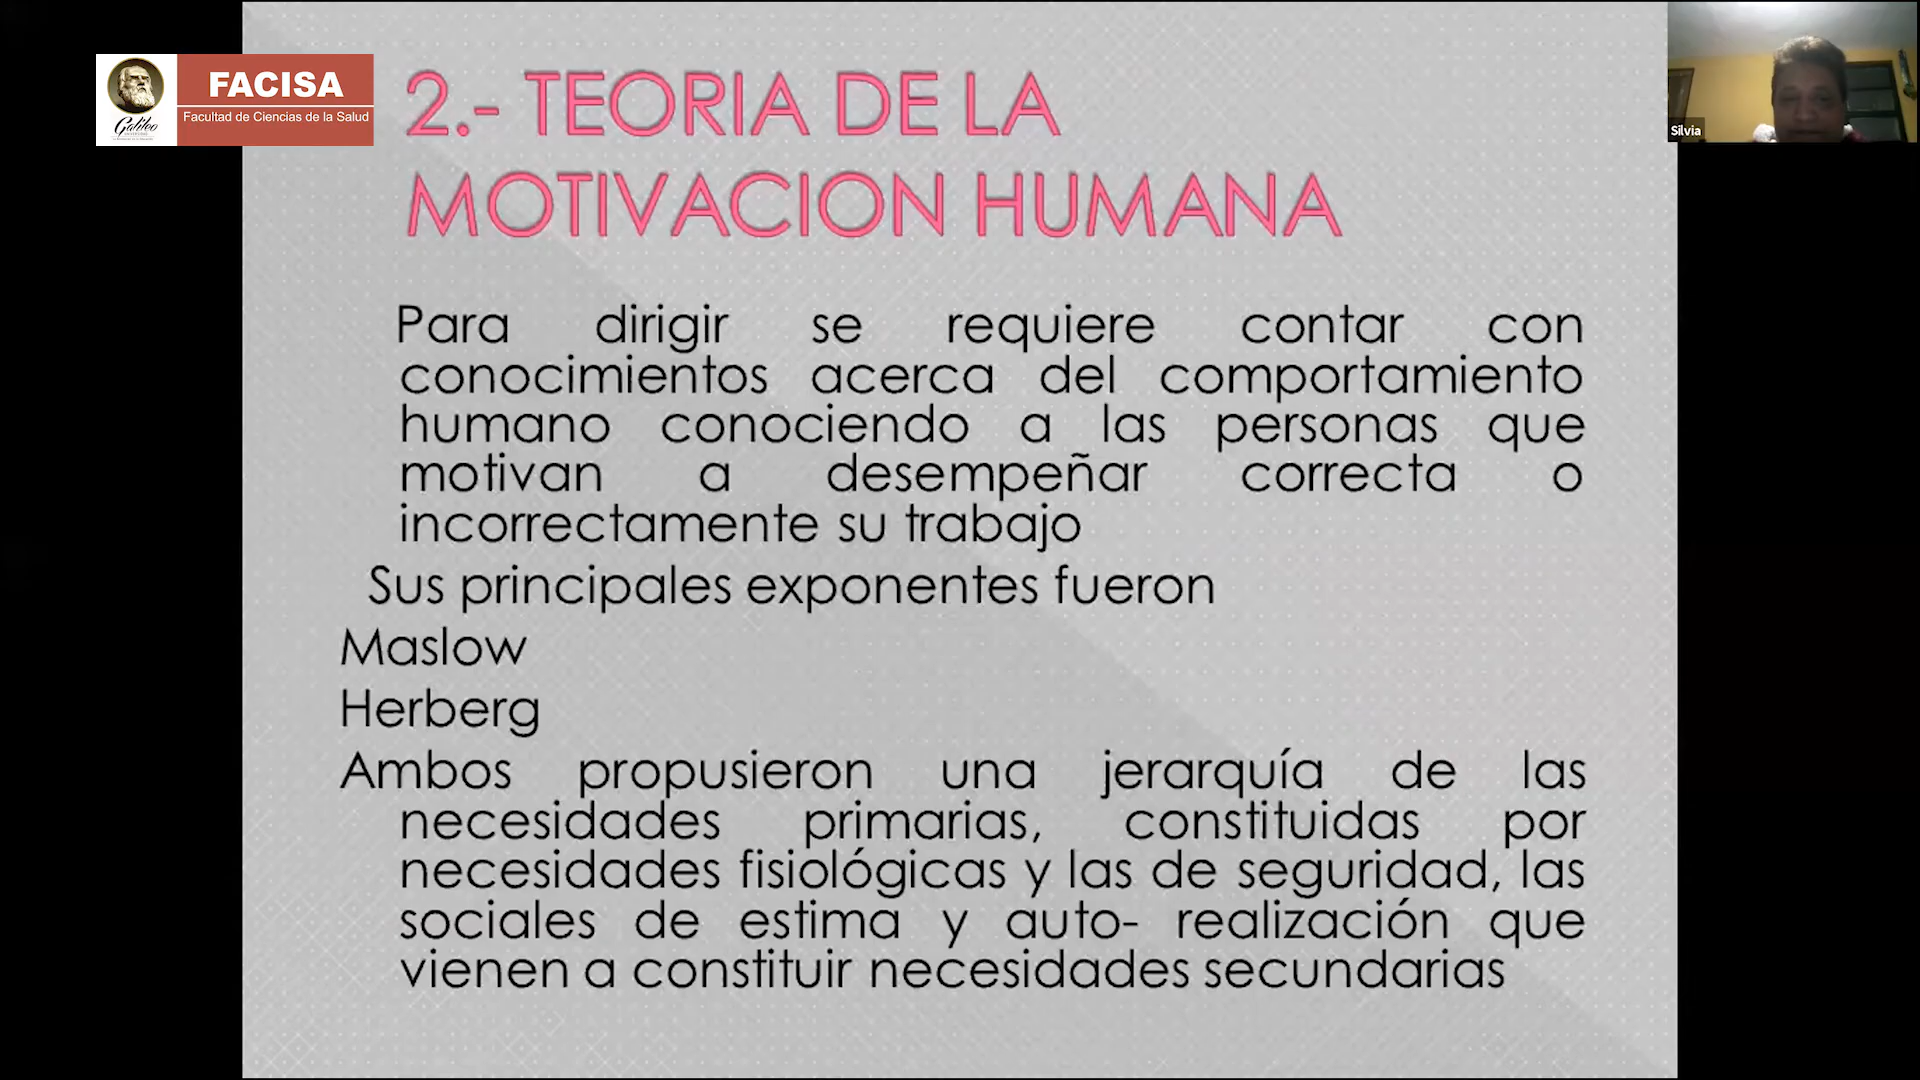 FACISA
Facultad de Ciencias de la Salud
Galileo
2.- TEORIA DE LA
MOTIVACION HUMANA
Silvia
Para dirigir se requiere contar con
conocimientos acerca del comportamiento
humano conociendo a las personas que
motivan a desempeñar correcta o
incorrectamente su trabajo
Sus principales exponentes fueron
Maslow
Herberg
Ambos propusieron una jerarquía de las
necesidades primarias, constituidas por
necesidades fisiológicas y las de seguridad, las
sociales de estima y auto- realización que
vienen a constituir necesidades secundarias